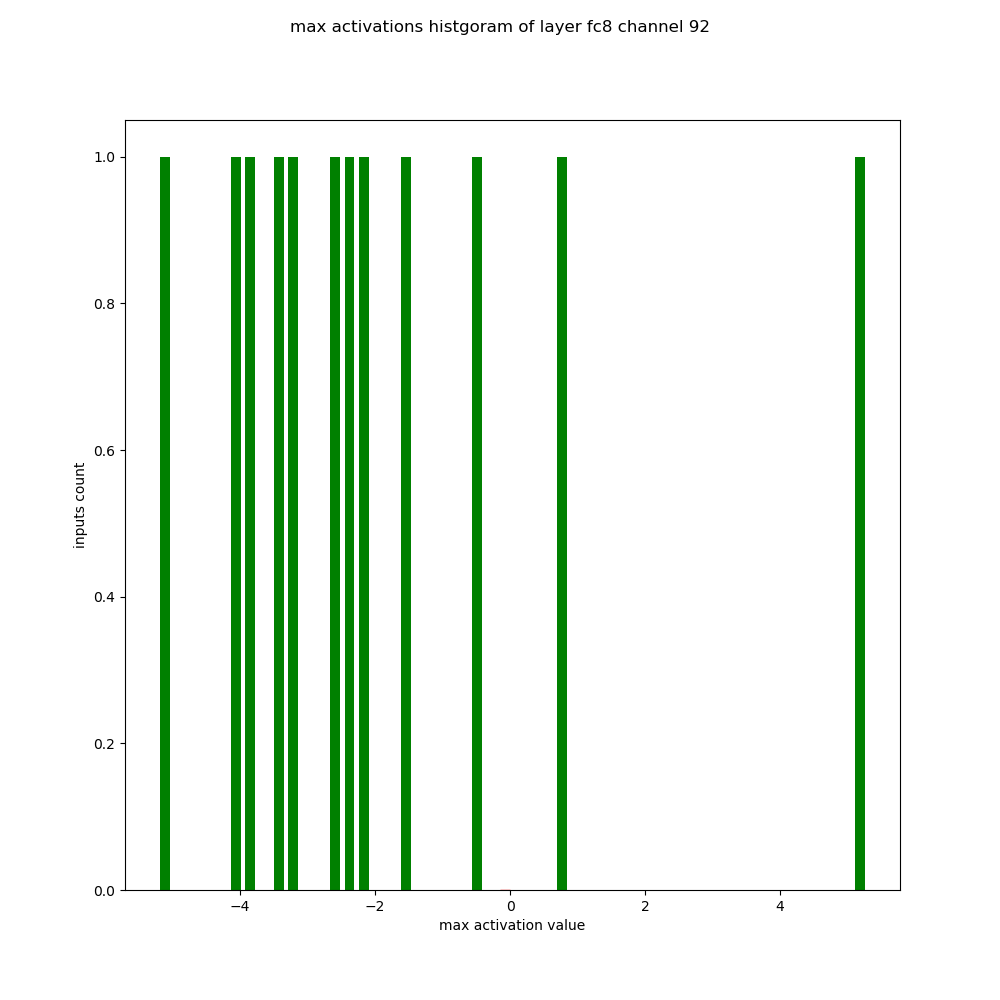 max activations histgoram of layer fc8 channel 92
1.0
0.8
0.6
0.4
0.2
0.0
inputs count
−4 −2 0 2 4
max activation value